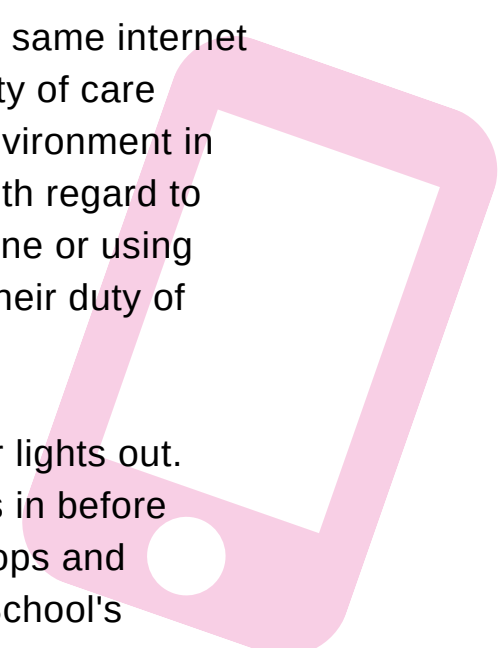 same internet
ty of care
vironment in
th regard to
ne or using
heir duty of
r lights out.
s in before
ops and
School's